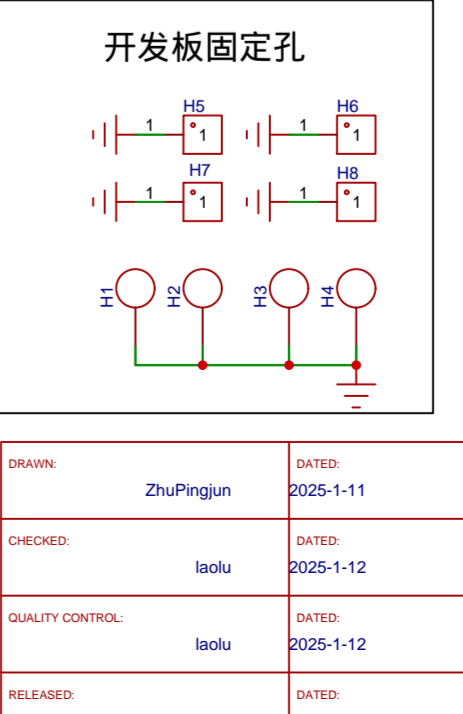 开发板固定孔
H5 H6
1 1 1 1
H7 H8
1 1 1 1
H1 H2 H3 H4
DRAWN: DATED:
ZhuPingjun 2025-1-11
CHECKED: DATED:
laolu 2025-1-12
QUALITY CONTROL: DATED:
laolu 2025-1-12
RELEASED: DATED: